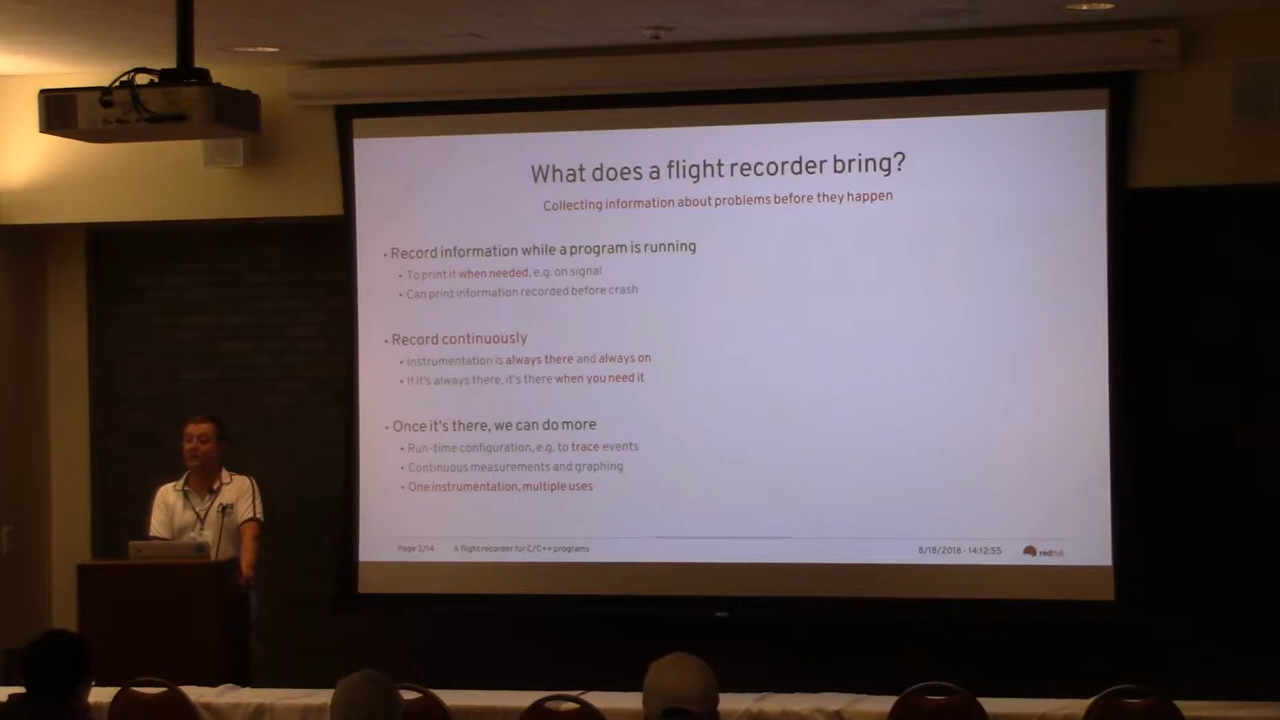 What does a flight recorder bring?
Collecting information about problems before they happen
• Record information while a program is running
• To print it when needed, e.g. on signal
• Can print information recorded before crash
• Record continuously
• Instrumentation is always there and always on
• If it's always there, it's there when you need it
• Once it's there, we can do more
• Run-time configuration, e.g. to trace events
• Continuous measurements and graphing
• One instrumentation, multiple uses
Page 3/14 A flight recorder for C/C++ programs 8/18/2018 - 14:12:55 redhat.